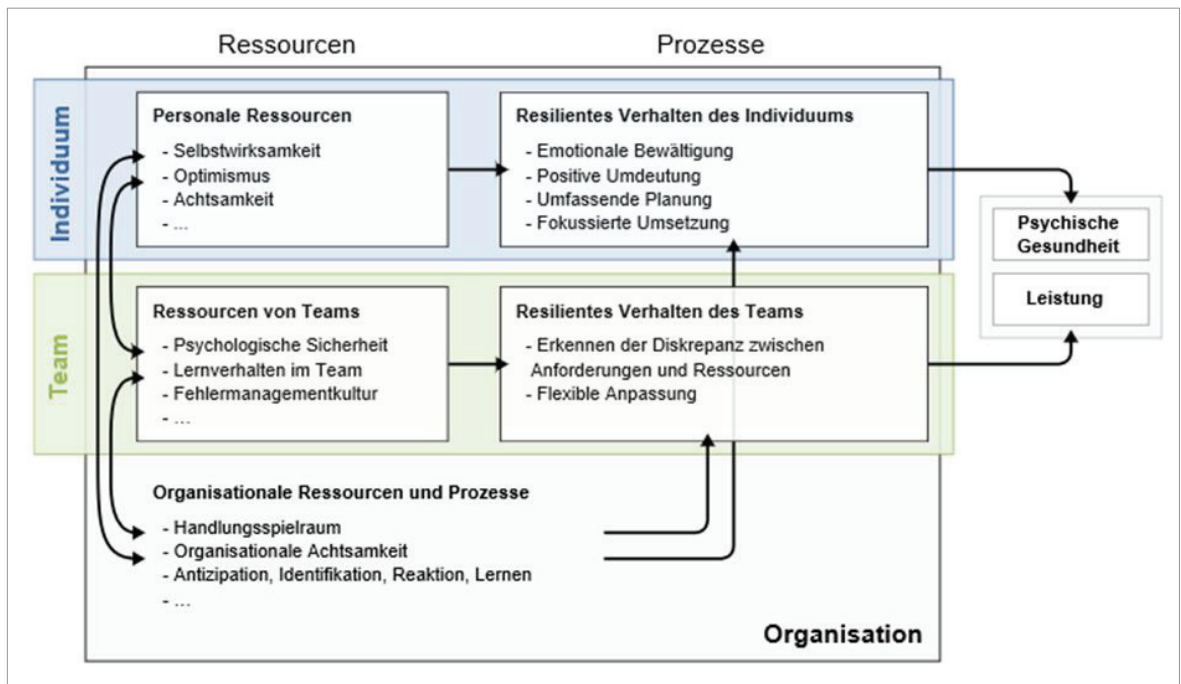 Ressourcen
Prozesse
Individuum
Personale Ressourcen
- Selbstwirksamkeit
- Optimismus
- Achtsamkeit
- ...
Resilientes Verhalten des Individuums
- Emotionale Bewältigung
- Positive Umdeutung
- Umfassende Planung
- Fokussierte Umsetzung
Psychische
Gesundheit
Leistung
Team
Ressourcen von Teams
- Psychologische Sicherheit
- Lernverhalten im Team
- Fehlermanagementkultur
- ...
Resilientes Verhalten des Teams
- Erkennen der Diskrepanz zwischen
Anforderungen und Ressourcen
- Flexible Anpassung
Organisationale Ressourcen und Prozesse
- Handlungsspielraum
- Organisationale Achtsamkeit
- Antizipation, Identifikation, Reaktion, Lernen
- ...
Organisation